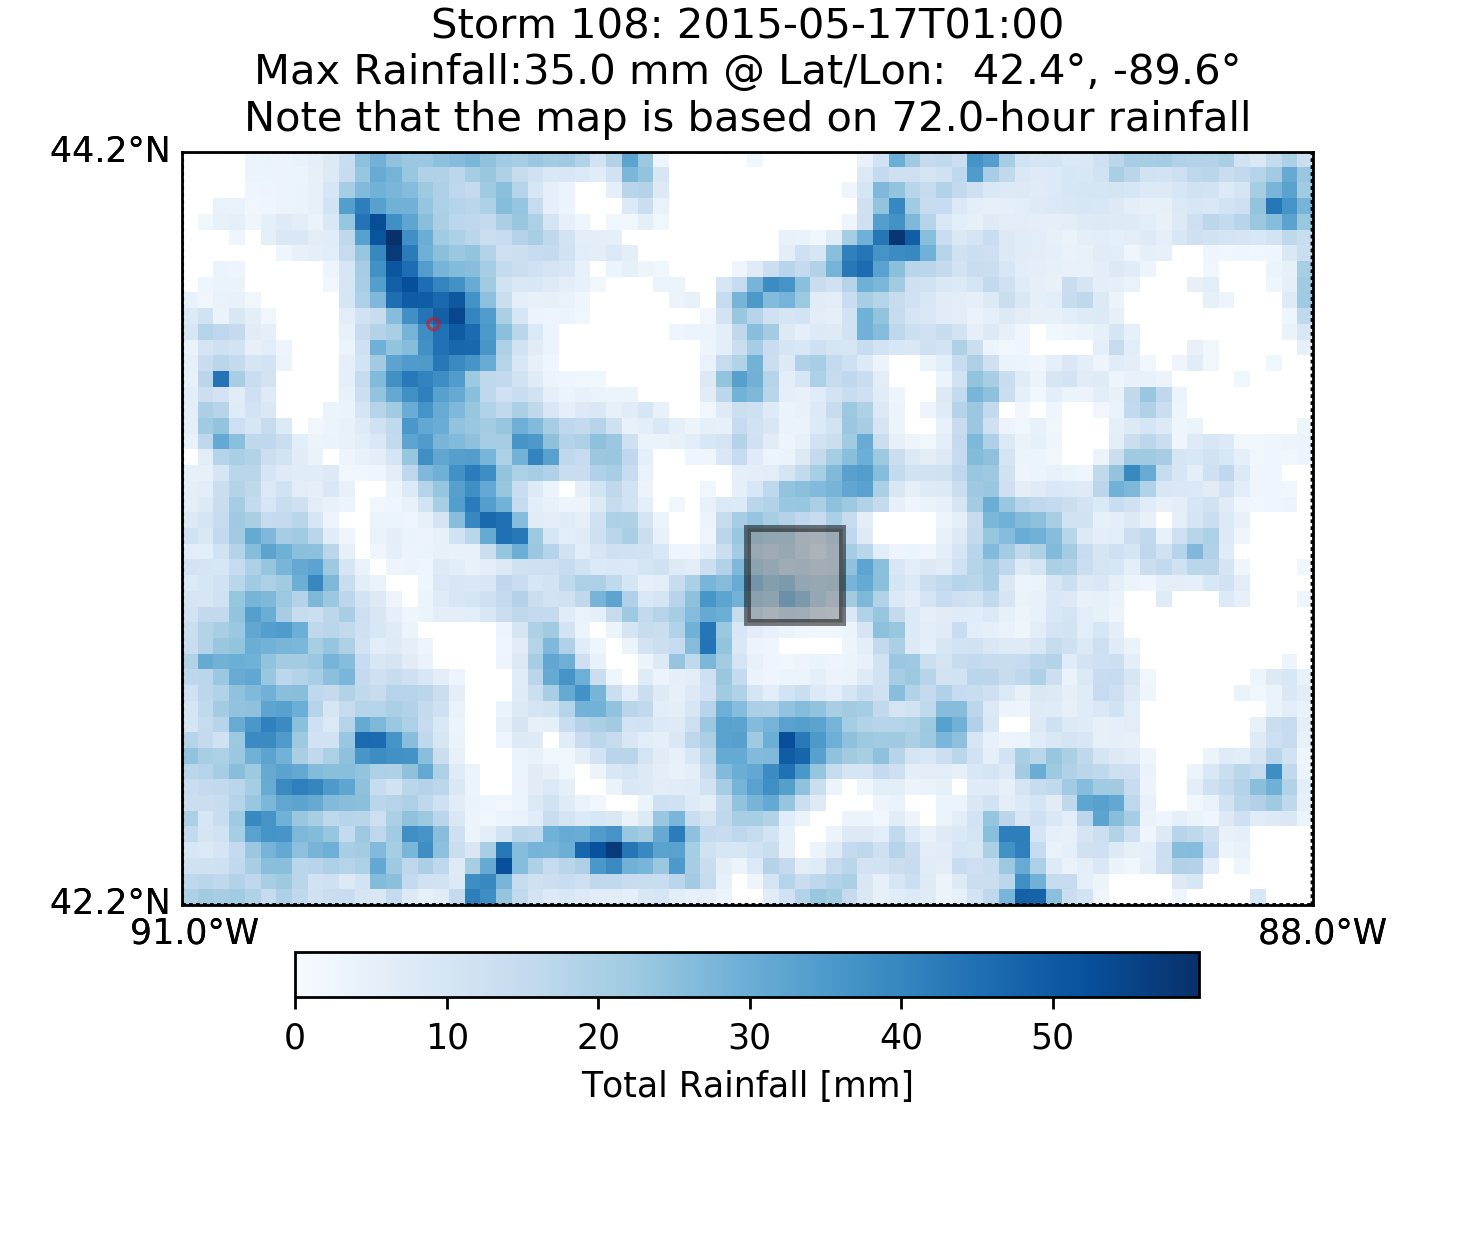 Storm 108: 2015-05-17T01:00
Max Rainfall:35.0 mm @ Lat/Lon:  42.4°, -89.6°
Note that the map is based on 72.0-hour rainfall
44.2°N
42.2°N
91.0°W 88.0°W
0 10 20 30 40 50
Total Rainfall [mm]